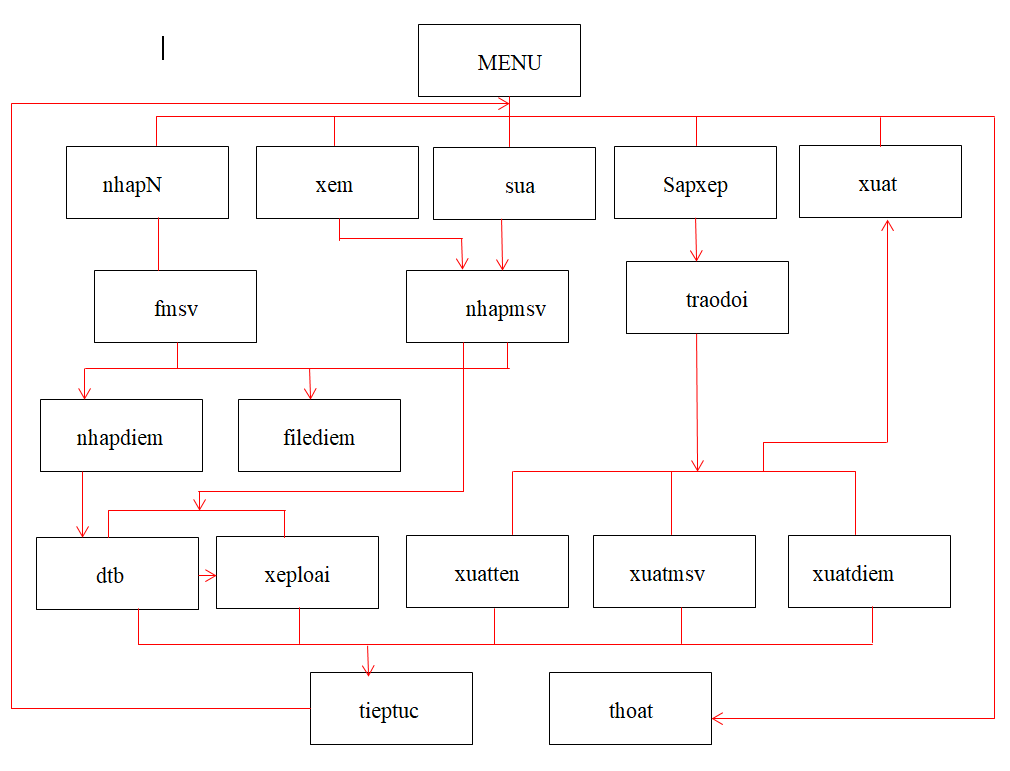 MENU
nhapN
xem
sua
Sapxep
xuat
fmsv
nhapmsv
traodoi
nhapdiem
filediem
dtb
xeploai
xuatten
xuatmsv
xuatdiem
tieptuc
thoat